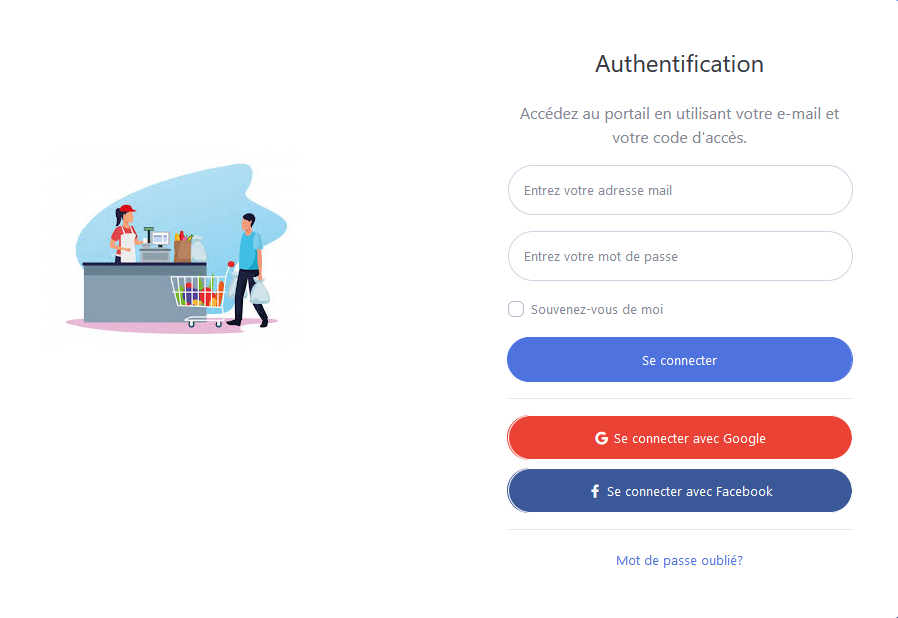 Authentification
Accédez au portail en utilisant votre e-mail et
votre code d'accès.
Entrez votre adresse mail
Entrez votre mot de passe
Souvenez-vous de moi
Se connecter
G Se connecter avec Google
f Se connecter avec Facebook
Mot de passe oublié?